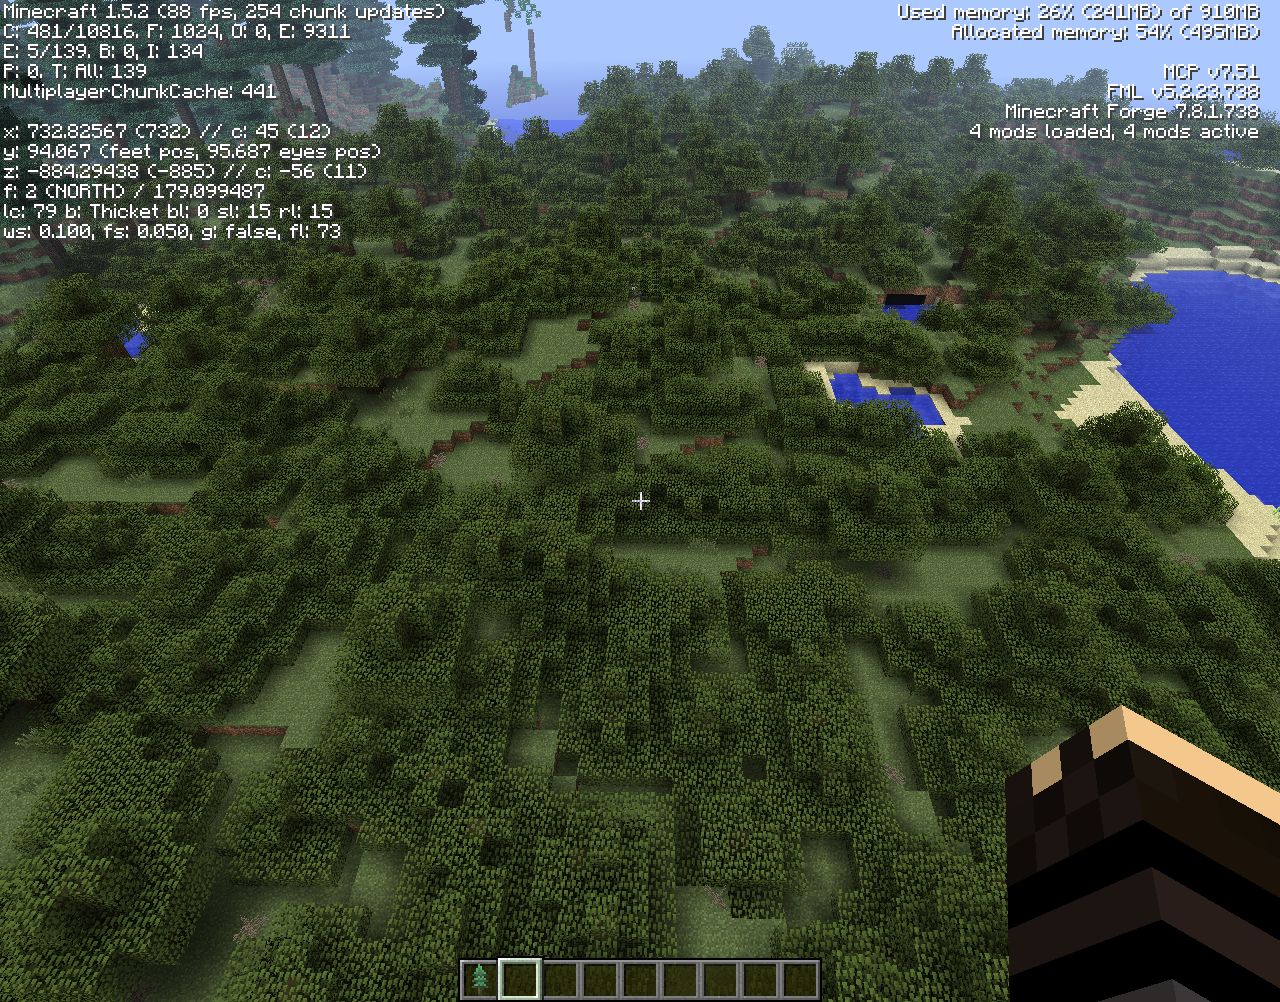 Minecraft 1.5.2 (88 fps, 254 chunk updates)
C: 481/10816. F: 1024, O: 0, E: 9311
E: 5/139. B: 0, I: 134
P: 0. T: All: 139
MultiplayerChunkCache: 441
x: 732.82567 (732) // c: 45 (12)
y: 94.067 (feet pos, 95.687 eyes pos)
z: -884.29438 (-885) // c: -56 (11)
f: 2 (NORTH) / 179.099487
lc: 79 b: Thicket bl: 0 sl: 15 rl: 15
ws: 0.100, fs: 0.050, g: false, fl: 73
Used memory: 26% (241MB) of 910MB
Allocated memory: 54% (495MB)
MCP v7.51
FML v5.2.23.738
Minecraft Forge 7.8.1.738
4 mods loaded, 4 mods active